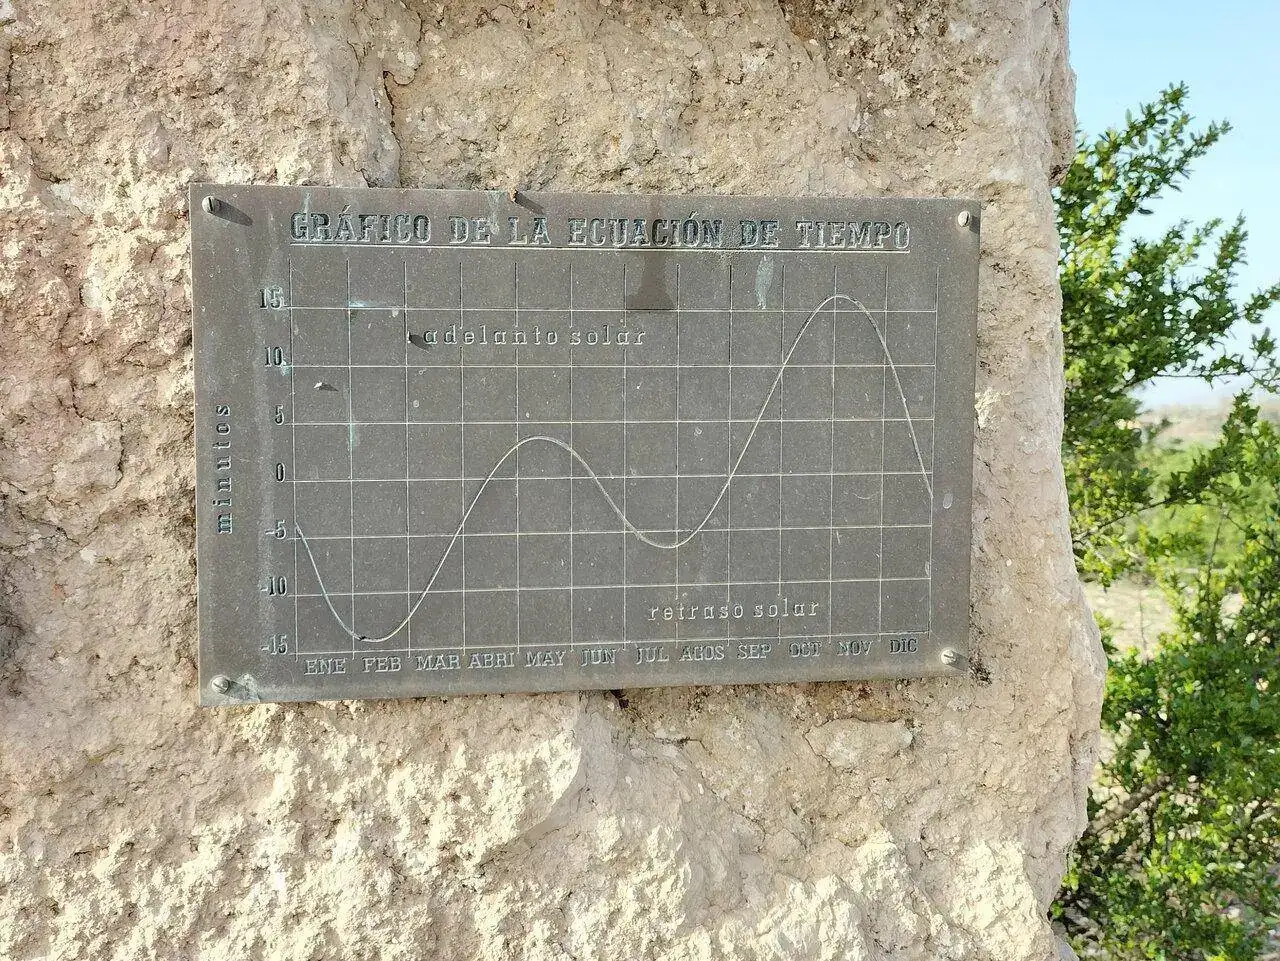 GRÁFICO DE LA ECUACIÓN DE TIEMPO
15
adelanto solar
10
5
minutos
0
-5
-10
retraso solar
-15
ENE FEB MAR ABRI MAY JUN JUL AGOS SEP OCT NOV DIC